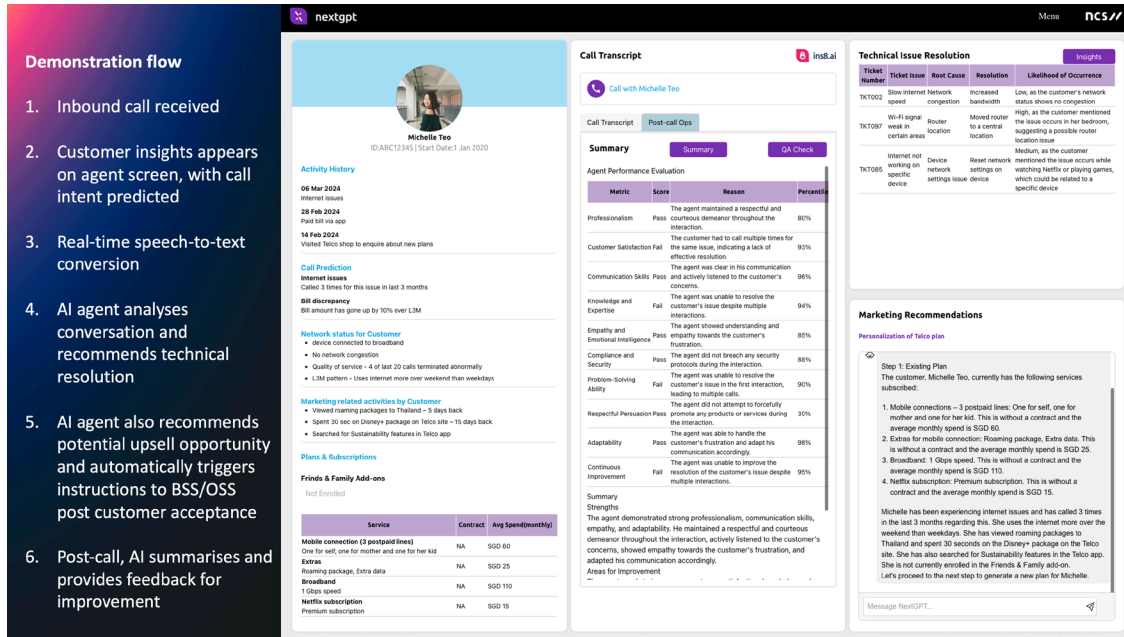 Demonstration flow
1. Inbound call received
2. Customer insights appears
on agent screen, with call
intent predicted
3. Real-time speech-to-text
conversion
4. AI agent analyses
conversation and
recommends technical
resolution
5. AI agent also recommends
potential upsell opportunity
and automatically triggers
instructions to BSS/OSS
post customer acceptance
6. Post-call, AI summarises and
provides feedback for
improvement
nextgpt
Menu
ncs//
Michelle Teo
ID:ABC12345 | Start Date:1 Jan 2020
Activity History
06 Mar 2024
Internet issues
28 Feb 2024
Paid bill via app
14 Feb 2024
Visited Telco shop to enquire about new plans
Call Prediction
Internet issues
Called 3 times for this issue in last 3 months
Bill discrepancy
Bill amount has gone up by 10% over L3M
Network status for Customer
• device connected to broadband
• No network congestion
• Quality of service - 4 of last 20 calls terminated abnormally
• L3M pattern - Uses Internet more over weekend than weekdays
Marketing related activities by Customer
• Viewed roaming packages to Thailand – 5 days back
• Spent 30 sec on Disney+ package on Telco site – 15 days back
• Searched for Sustainability features in Telco app
Plans & Subscriptions
Frinds & Family Add-ons
Not Enrolled
Service Contract Avg Spend(monthly)
Mobile connection (3 postpaid lines)
One for self, one for mother and one for her kid NA SGD 60
Extras
Roaming package, Extra data NA SGD 25
Broadband
1 Gbps speed NA SGD 110
Netflix subscription
Premium subscription NA SGD 15
Call Transcript
ins8.ai
Call with Michelle Teo
Call Transcript Post-call Ops
Summary Summary QA Check
Agent Performance Evaluation
Metric Score Reason Percentile
Professionalism Pass The agent maintained a respectful and courteous demeanor throughout the interaction. 80%
Customer Satisfaction Fail The customer had to call multiple times for the same issue, indicating a lack of effective resolution. 93%
Communication Skills Pass The agent was clear in his communication and actively listened to the customer's concerns. 96%
Knowledge and Expertise Fail The agent was unable to resolve the customer's issue despite multiple interactions. 94%
Empathy and Emotional Intelligence Pass The agent showed understanding and empathy towards the customer's frustration. 85%
Compliance and Security Pass The agent did not breach any security protocols during the interaction. 88%
Problem-Solving Ability Fail The agent was unable to resolve the customer's issue in the first interaction, leading to multiple calls. 90%
Respectful Persuasion Pass The agent did not attempt to forcefully promote any products or services during the interaction. 30%
Adaptability Pass The agent was able to handle the customer's frustration and adapt his communication accordingly. 96%
Continuous Improvement Fail The agent was unable to improve the resolution of the customer's issue despite multiple interactions. 95%
Summary
Strengths
The agent demonstrated strong professionalism, communication skills,
empathy, and adaptability. He maintained a respectful and courteous
demeanor throughout the interaction, actively listened to the customer's
concerns, showed empathy towards the customer's frustration, and
adapted his communication accordingly.
Areas for Improvement
Technical Issue Resolution
Insights
Ticket Number Ticket Issue Root Cause Resolution Likelihood of Occurrence
TKT002 Slow internet speed Network congestion Increased bandwidth Low, as the customer's network status shows no congestion
TKT097 Wi-Fi signal weak in certain areas Router location Moved router to a central location High, as the customer mentioned the issue occurs in her bedroom, suggesting a possible router location issue
TKT085 Internet not working on specific device Device network settings issue Reset network settings on device Medium, as the customer mentioned the issue occurs while watching Netflix or playing games, which could be related to a specific device
Marketing Recommendations
Personalization of Telco plan
Step 1: Existing Plan
The customer, Michelle Teo, currently has the following services
subscribed:
1. Mobile connections – 3 postpaid lines: One for self, one for
mother and one for her kid. This is without a contract and the
average monthly spend is SGD 60.
2. Extras for mobile connection: Roaming package, Extra data. This
is without a contract and the average monthly spend is SGD 25.
3. Broadband: 1 Gbps speed. This is without a contract and the
average monthly spend is SGD 110.
4. Netflix subscription: Premium subscription. This is without a
contract and the average monthly spend is SGD 15.
Michelle has been experiencing internet issues and has called 3 times
in the last 3 months regarding this. She uses the internet more over the
weekend than weekdays. She has viewed roaming packages to
Thailand and spent 30 seconds on the Disney+ package on the Telco
site. She has also searched for Sustainability features in the Telco app.
She is not currently enrolled in the Friends & Family add-on.
Let's proceed to the next step to generate a new plan for Michelle.
Message NextGPT...